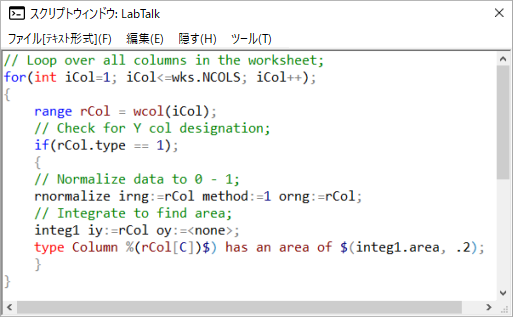 スクリプトウィンドウ: LabTalk
ファイル[テキスト形式](F) 編集(E) 隠す(H) ツール(T)
// Loop over all columns in the worksheet;
for(int iCol=1; iCol<=wks.NCOLS; iCol++);
{
    range rCol = wcol(iCol);
    // Check for Y col designation;
    if(rCol.type == 1);
    {
    // Normalize data to 0 - 1;
    rnormalize irng:=rCol method:=1 orng:=rCol;
    // Integrate to find area;
    integ1 iy:=rCol oy:=<none>;
    type Column %(rCol[C])$) has an area of $(integ1.area, .2);
    }
}